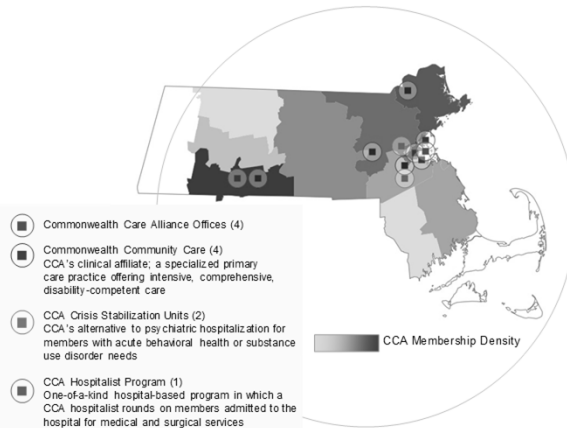 Commonwealth Care Alliance Offices (4)
Commonwealth Community Care (4)
CCA's clinical affiliate; a specialized primary
care practice offering intensive, comprehensive,
disability-competent care
CCA Crisis Stabilization Units (2)
CCA's alternative to psychiatric hospitalization for
members with acute behavioral health or substance
use disorder needs
CCA Hospitalist Program (1)
One-of-a-kind hospital-based program in which a
CCA hospitalist rounds on members admitted to the
hospital for medical and surgical services
CCA Membership Density